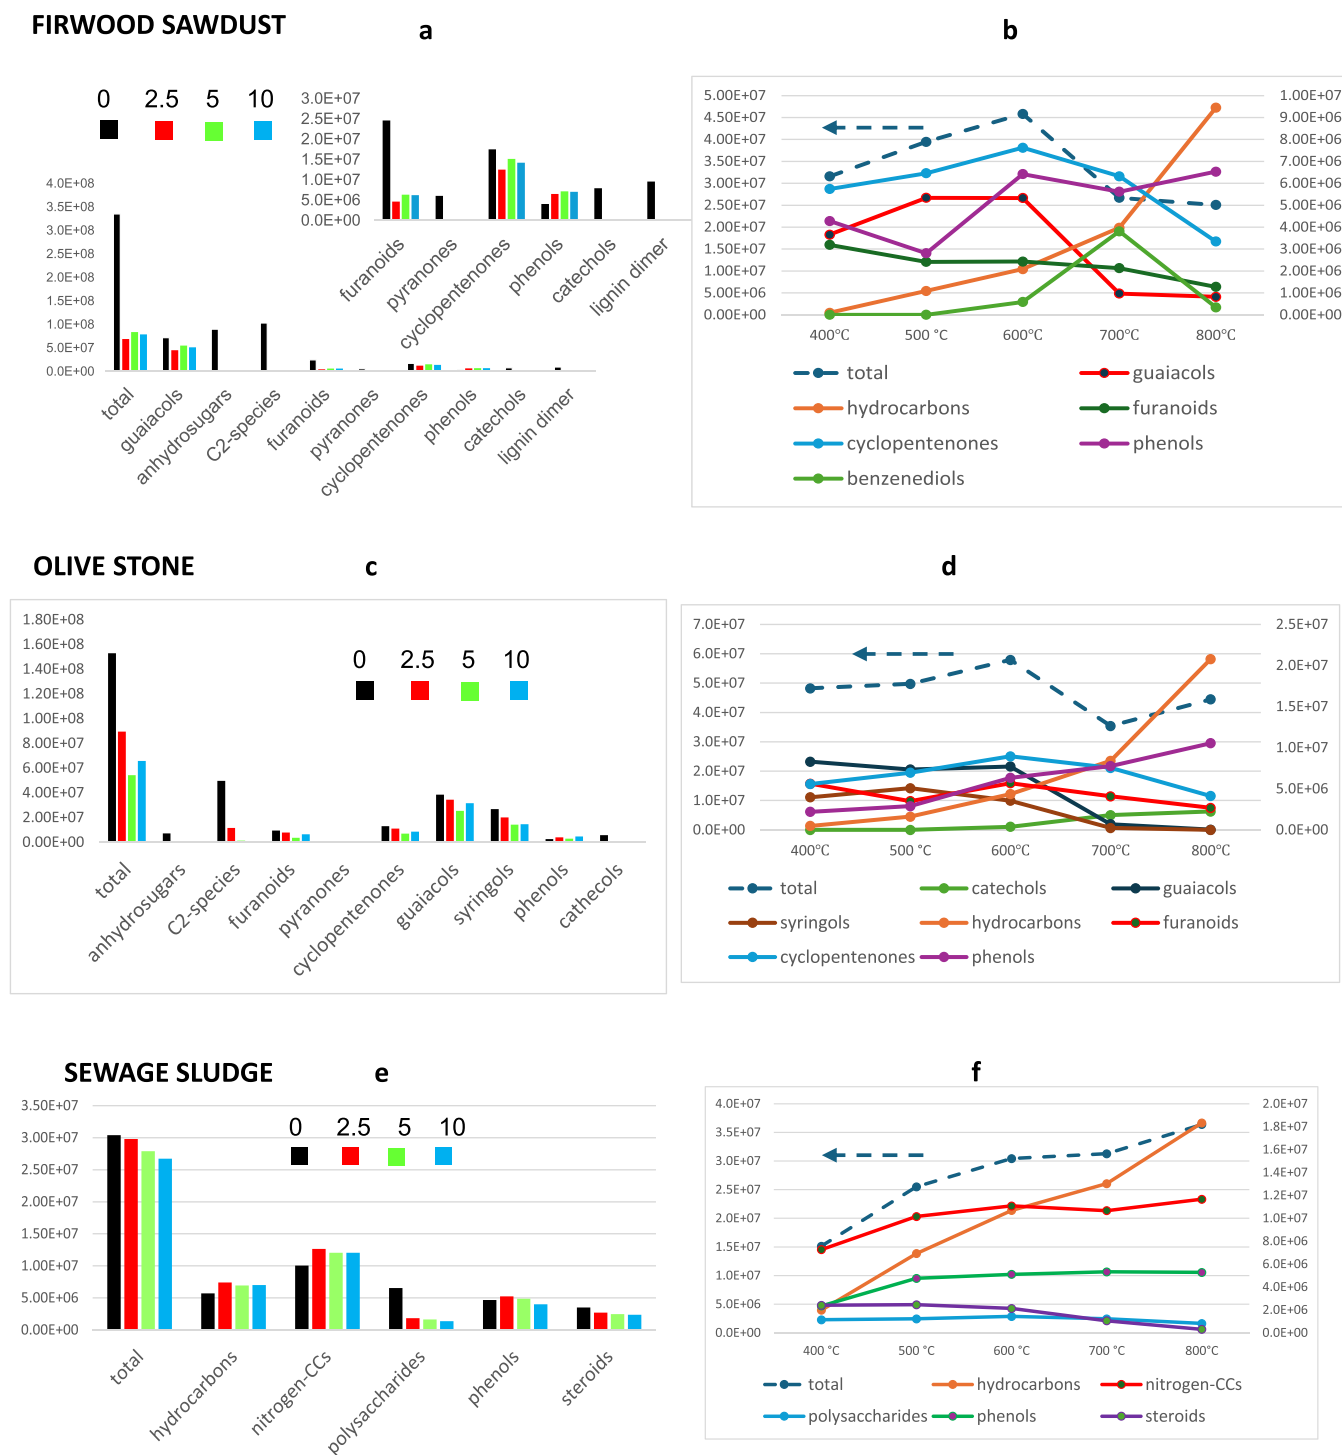 FIRWOOD SAWDUST
a
b
0 2.5 5 10
3.0E+07
2.5E+07
2.0E+07
1.5E+07
1.0E+07
5.0E+06
0.0E+00
furanoids
pyranones
cyclopentenones
phenols
catechols
lignin dimer
4.0E+08
3.5E+08
3.0E+08
2.5E+08
2.0E+08
1.5E+08
1.0E+08
5.0E+07
0.0E+00
total
guaiacols
anhydrosugars
C2-species
furanoids
pyranones
cyclopentenones
phenols
catechols
lignin dimer
5.00E+07
4.50E+07
4.00E+07
3.50E+07
3.00E+07
2.50E+07
2.00E+07
1.50E+07
1.00E+07
5.00E+06
0.00E+00
1.00E+07
9.00E+06
8.00E+06
7.00E+06
6.00E+06
5.00E+06
4.00E+06
3.00E+06
2.00E+06
1.00E+06
0.00E+00
400℃ 500 ℃ 600℃ 700℃ 800℃
total guaiacols
hydrocarbons furanoids
cyclopentenones phenols
benzenediols
OLIVE STONE
c
d
1.80E+08
1.60E+08
1.40E+08
1.20E+08
1.00E+08
8.00E+07
6.00E+07
4.00E+07
2.00E+07
0.00E+00
0 2.5 5 10
total
anhydrosugars
C2-species
furanoids
pyranones
cyclopentenones
guaiacols
syringols
phenols
cathecols
7.0E+07
6.0E+07
5.0E+07
4.0E+07
3.0E+07
2.0E+07
1.0E+07
0.0E+00
2.5E+07
2.0E+07
1.5E+07
1.0E+07
5.0E+06
0.0E+00
400℃ 500 ℃ 600℃ 700℃ 800℃
total catechols guaiacols
syringols hydrocarbons furanoids
cyclopentenones phenols
SEWAGE SLUDGE
e
f
3.50E+07
3.00E+07
2.50E+07
2.00E+07
1.50E+07
1.00E+07
5.00E+06
0.00E+00
0 2.5 5 10
total
hydrocarbons
nitrogen-CCs
polysaccharides
phenols
steroids
4.0E+07
3.5E+07
3.0E+07
2.5E+07
2.0E+07
1.5E+07
1.0E+07
5.0E+06
0.0E+00
2.0E+07
1.8E+07
1.6E+07
1.4E+07
1.2E+07
1.0E+07
8.0E+06
6.0E+06
4.0E+06
2.0E+06
0.0E+00
400 ℃ 500 ℃ 600 ℃ 700 ℃ 800℃
total hydrocarbons nitrogen-CCs
polysaccharides phenols steroids